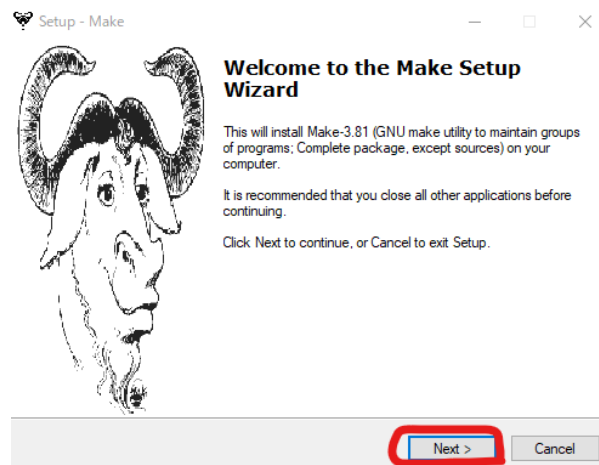 Setup - Make
Welcome to the Make Setup
Wizard
This will install Make-3.81 (GNU make utility to maintain groups
of programs; Complete package, except sources) on your
computer.
It is recommended that you close all other applications before
continuing.
Click Next to continue, or Cancel to exit Setup.
Next >
Cancel